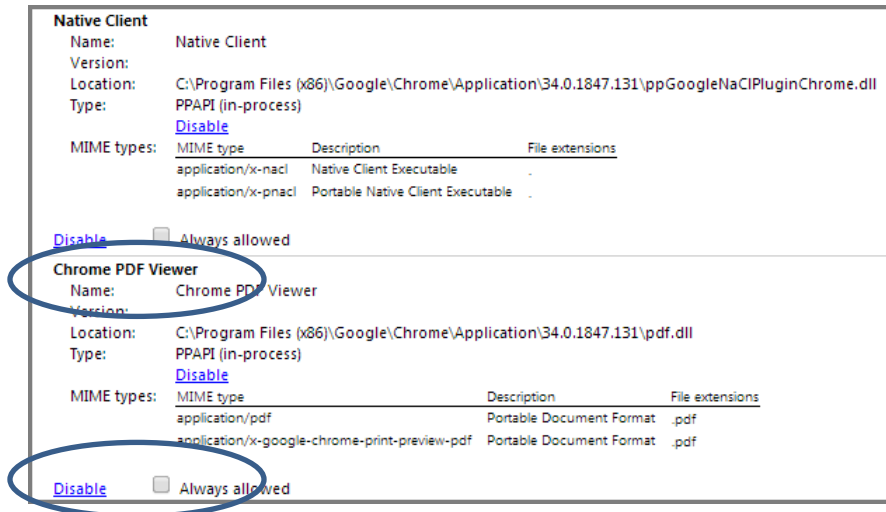 Native Client
Name: Native Client
Version:
Location: C:\Program Files (x86)\Google\Chrome\Application\34.0.1847.131\ppGoogleNaClPluginChrome.dll
Type: PPAPI (in-process)
Disable
MIME types: MIME type Description File extensions
application/x-nacl Native Client Executable .
application/x-pnacl Portable Native Client Executable .
Disable Always allowed
Chrome PDF Viewer
Name: Chrome PDF Viewer
Version:
Location: C:\Program Files (x86)\Google\Chrome\Application\34.0.1847.131\pdf.dll
Type: PPAPI (in-process)
Disable
MIME types: MIME type Description File extensions
application/pdf Portable Document Format .pdf
application/x-google-chrome-print-preview-pdf Portable Document Format .pdf
Disable Always allowed